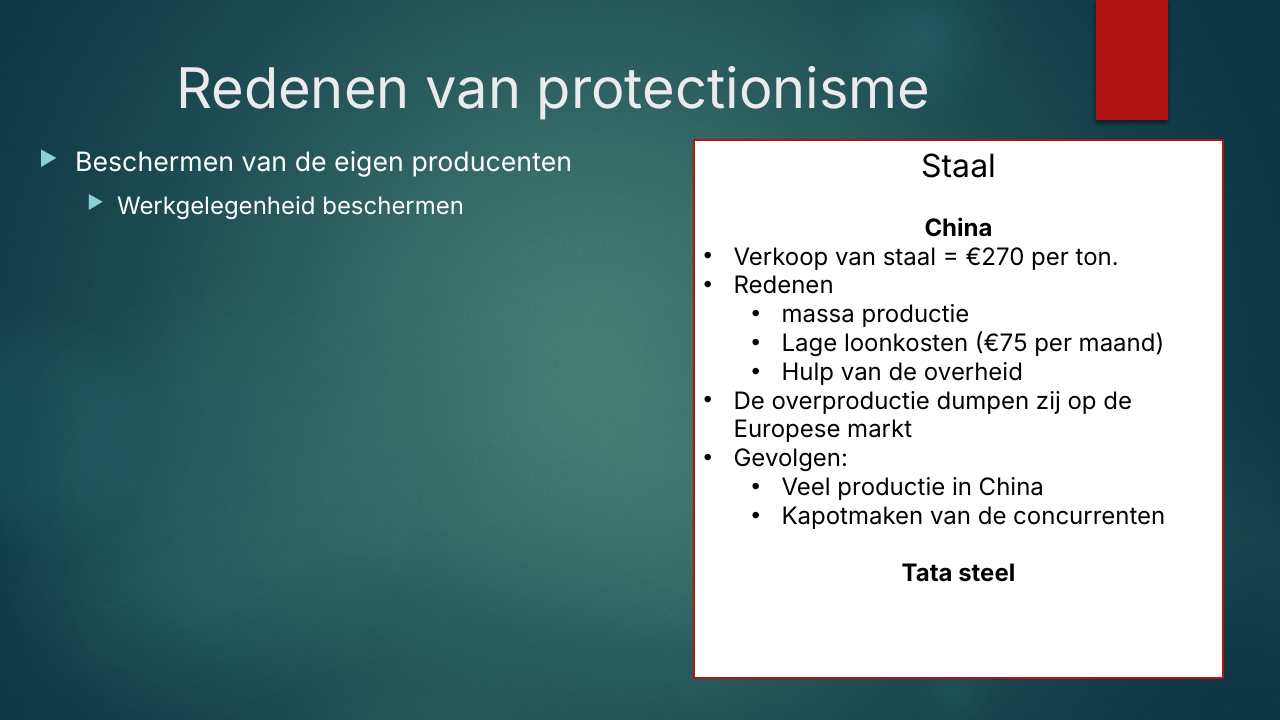 Redenen van protectionisme
Beschermen van de eigen producenten
Werkgelegenheid beschermen
Staal
China
• Verkoop van staal = €270 per ton.
• Redenen
• massa productie
• Lage loonkosten (€75 per maand)
• Hulp van de overheid
• De overproductie dumpen zij op de
Europese markt
• Gevolgen:
• Veel productie in China
• Kapotmaken van de concurrenten
Tata steel